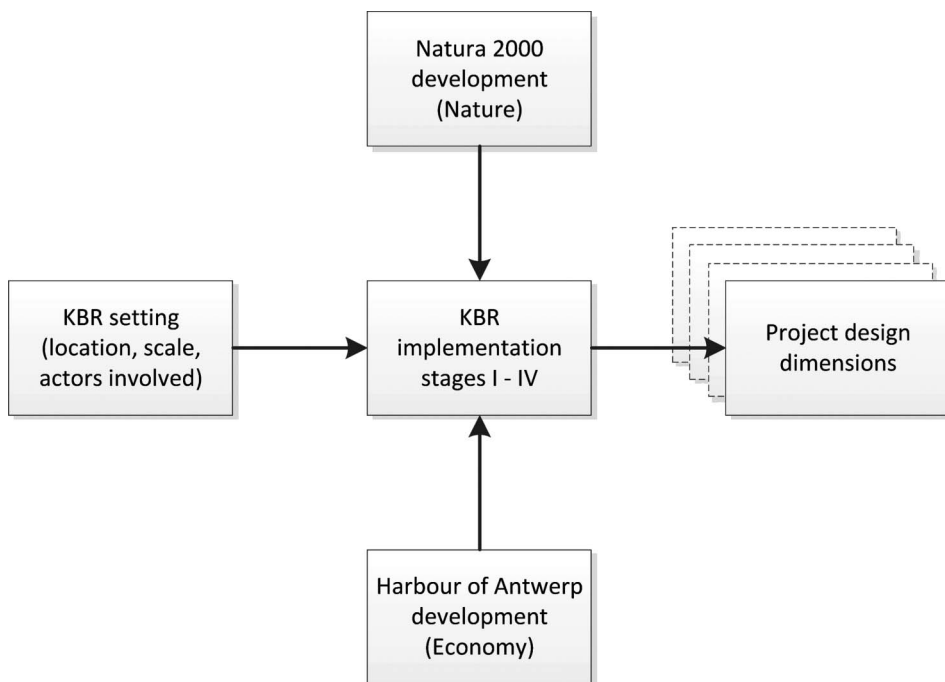 Natura 2000
development
(Nature)
KBR setting
(location, scale,
actors involved)
KBR
implementation
stages I - IV
Project design
dimensions
Harbour of Antwerp
development
(Economy)